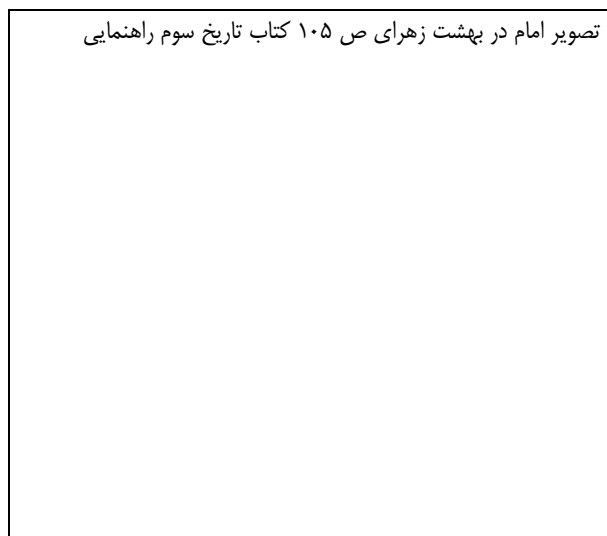 تصویر امام در بهشت زهرای ص ۱۰۵ کتاب تاریخ سوم راهنمایی